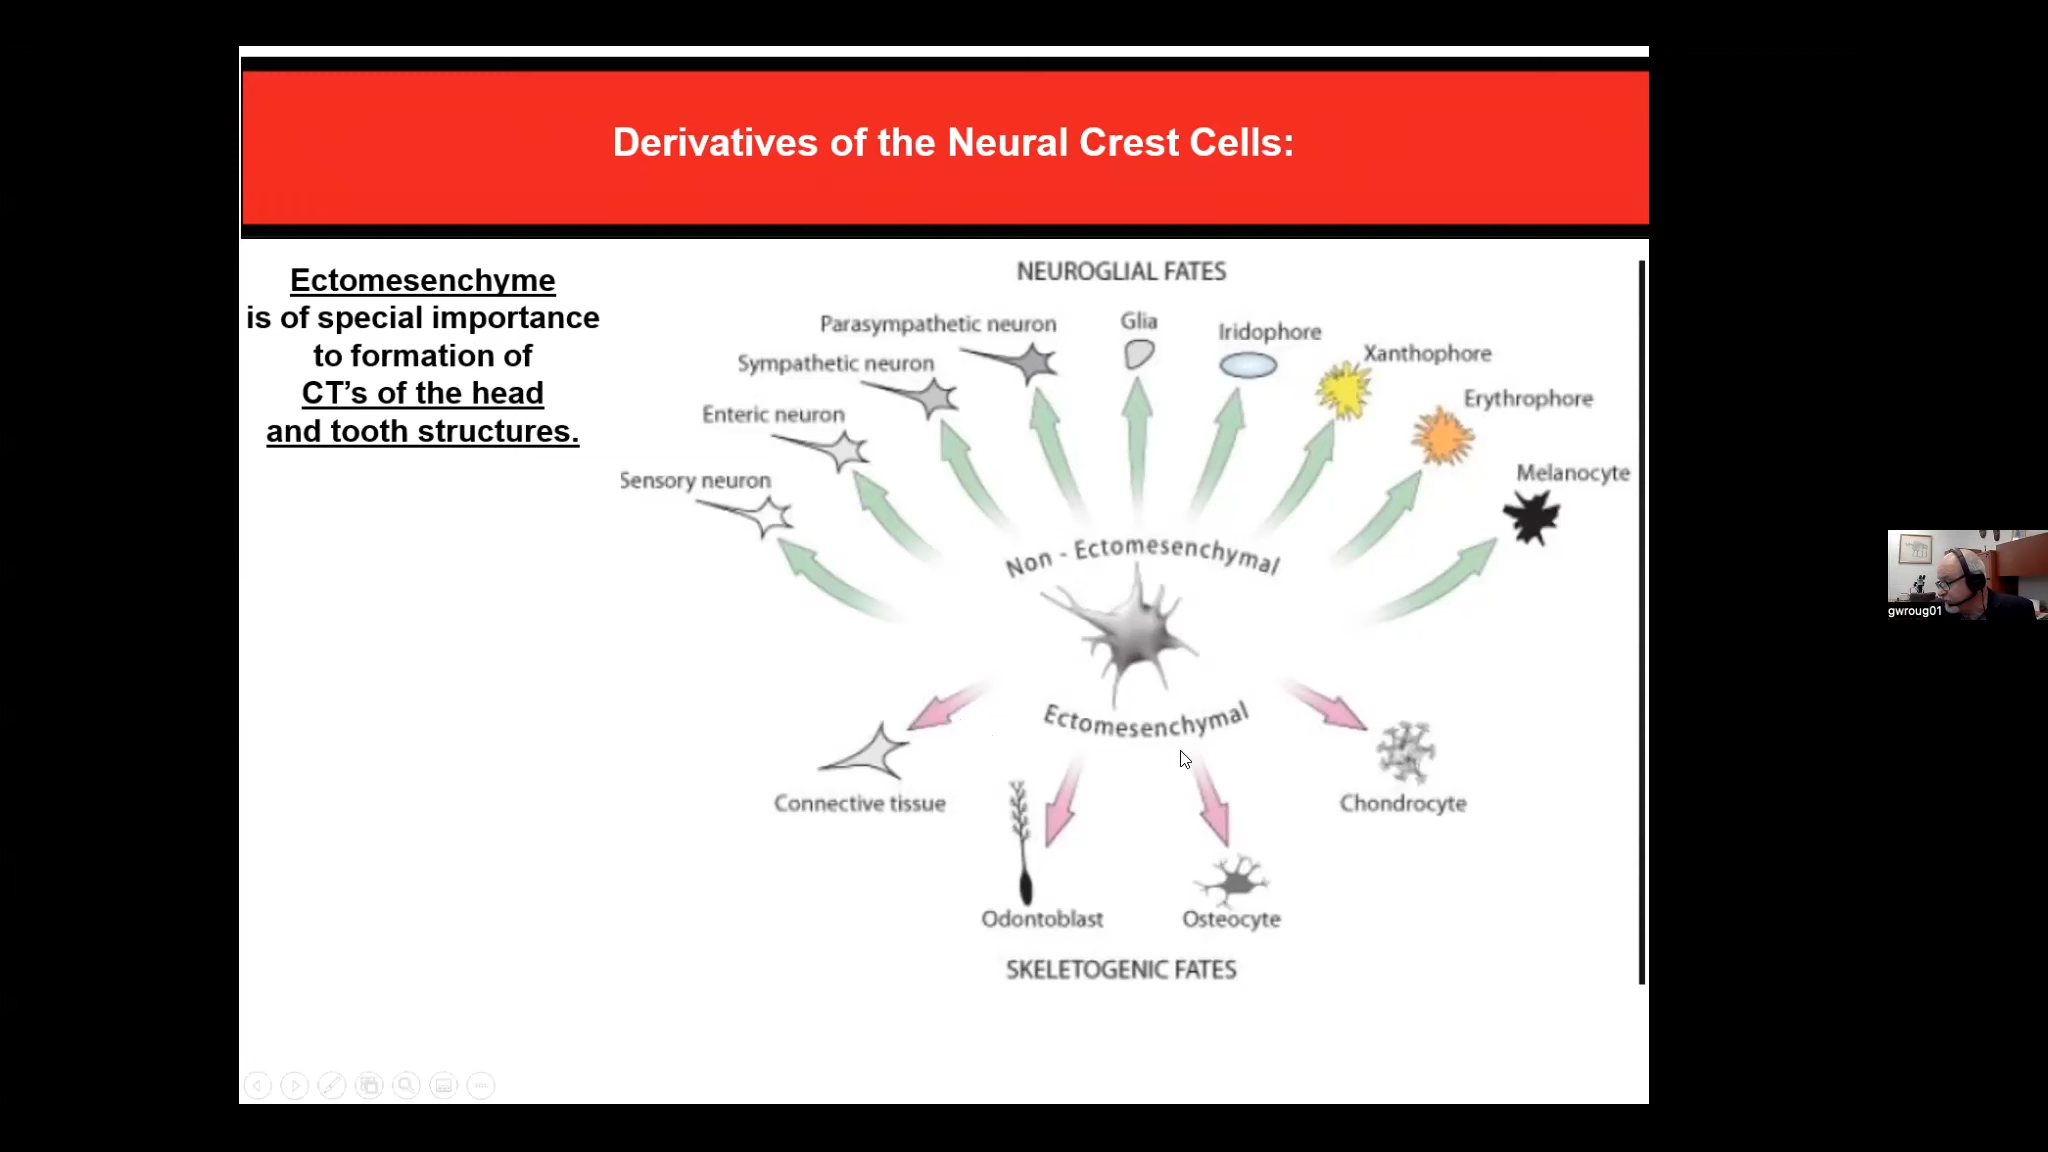 Derivatives of the Neural Crest Cells:
Ectomesenchyme
is of special importance
to formation of
CT's of the head
and tooth structures.
NEUROGLIAL FATES
Parasympathetic neuron
Glia
Iridophore
Sympathetic neuron
Xanthophore
Enteric neuron
Erythrophore
Sensory neuron
Melanocyte
Non - Ectomesenchymal
Ectomesenchymal
Connective tissue
Chondrocyte
Odontoblast
Osteocyte
SKELETOGENIC FATES
gwroug01